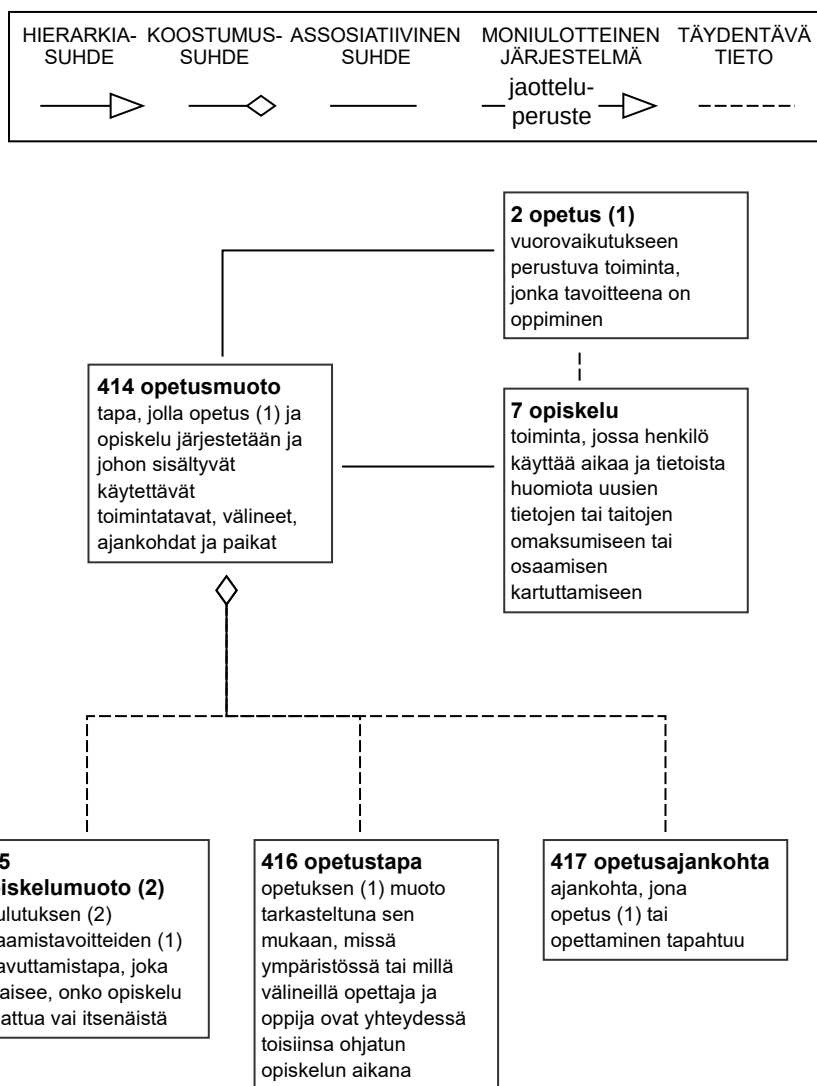 HIERARKIA-
SUHDE
KOOSTUMUS-
SUHDE
ASSOSIATIIVINEN
SUHDE
MONIULOTTEINEN
JÄRJESTELMÄ
TÄYDENTÄVÄ
TIETO
jaottelu-
peruste
2 opetus (1)
vuorovaikutukseen
perustuva toiminta,
jonka tavoitteena on
oppiminen
414 opetusmuoto
tapa, jolla opetus (1) ja
opiskelu järjestetään ja
johon sisältyvät
käytettävät
toimintatavat, välineet,
ajankohdat ja paikat
7 opiskelu
toiminta, jossa henkilö
käyttää aikaa ja tietoista
huomiota uusien
tietojen tai taitojen
omaksumiseen tai
osaamisen
kartuttamiseen
5
iskelumuoto (2)
ulutuksen (2)
aamistavoitteiden (1)
avuttamistapa, joka
aisee, onko opiskelu
attua vai itsenäistä
416 opetustapa
opetuksen (1) muoto
tarkasteltuna sen
mukaan, missä
ympäristössä tai millä
välineillä opettaja ja
oppija ovat yhteydessä
toisiinsa ohjatun
opiskelun aikana
417 opetusajankohta
ajankohta, jona
opetus (1) tai
opettaminen tapahtuu